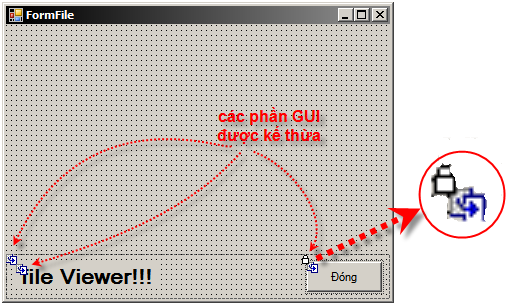 FormFile
các phần GUI
được kế thừa
file Viewer!!!
Đóng